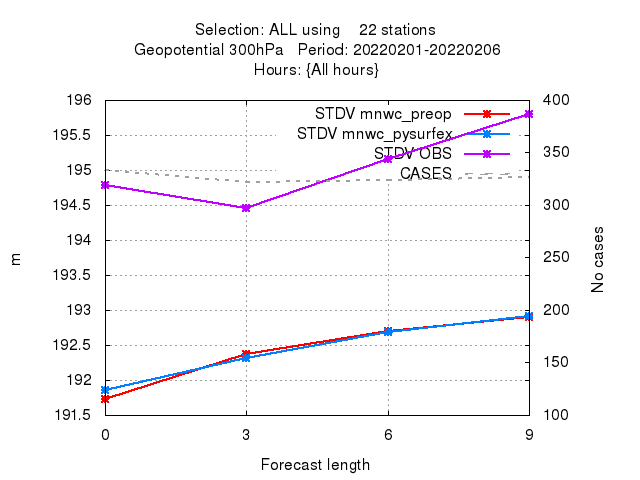 Selection: ALL using 22 stations
Geopotential 300hPa Period: 20220201-20220206
Hours: {All hours}
196
195.5
195
194.5
194
193.5
193
192.5
192
191.5
400
350
300
250
200
150
100
STDV mnwc_preop
STDV mnwc_pysurfex
STDV OBS
CASES
m
No cases
0 3 6 9
Forecast length